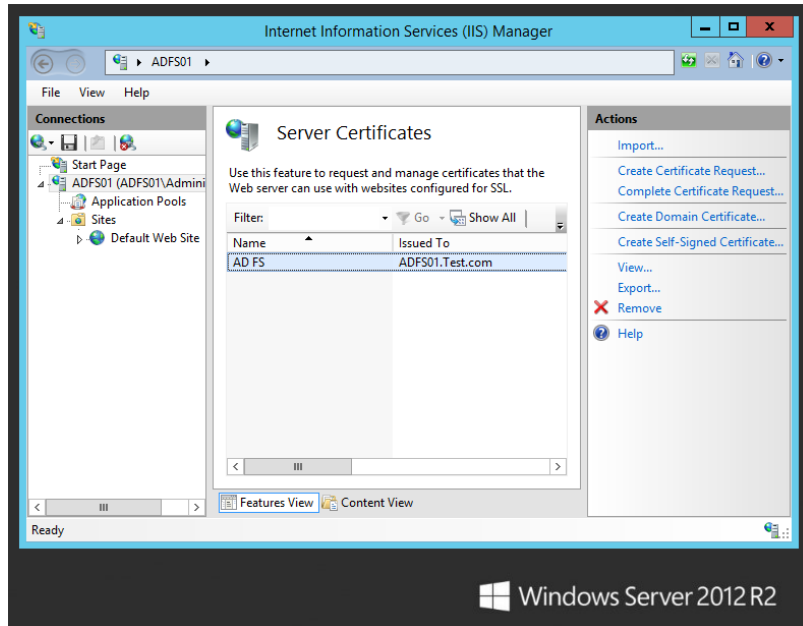 Internet Information Services (IIS) Manager
ADFS01
File View Help
Connections
Start Page
ADFS01 (ADFS01\Admini
Application Pools
Sites
Default Web Site
Server Certificates
Use this feature to request and manage certificates that the
Web server can use with websites configured for SSL.
Filter: Go Show All
Name Issued To
AD FS ADFS01.Test.com
Features View Content View
Actions
Import...
Create Certificate Request...
Complete Certificate Request...
Create Domain Certificate...
Create Self-Signed Certificate...
View...
Export...
Remove
Help
Ready
Windows Server 2012 R2